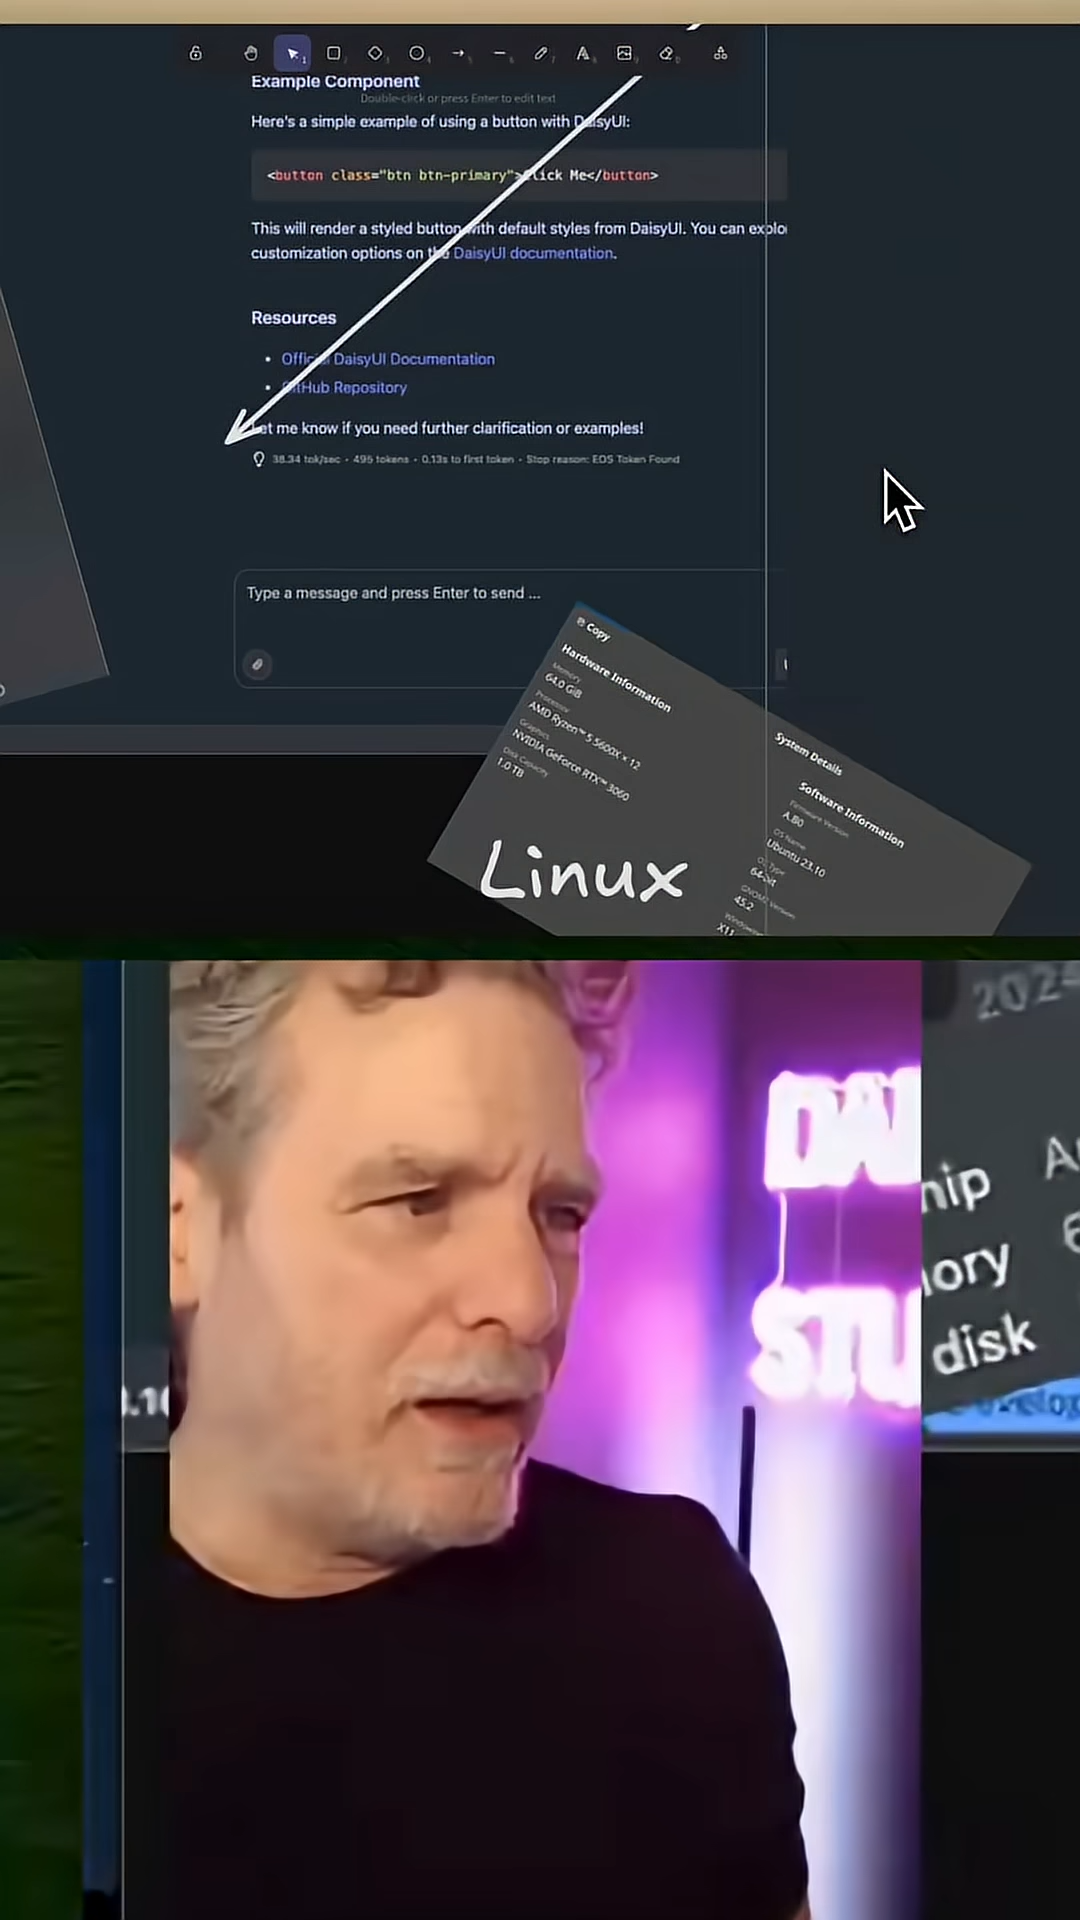 Example Component
Double-click or press Enter to edit text
Here's a simple example of using a button with DaisyUI:
<button class="btn btn-primary">Click Me</button>
This will render a styled button with default styles from DaisyUI. You can explo
customization options on the DaisyUI documentation.
Resources
• Official DaisyUI Documentation
• GitHub Repository
Let me know if you need further clarification or examples!
38.34 tok/sec • 495 tokens • 0.13s to first token • Stop reason: EOS Token Found
Type a message and press Enter to send ...
Copy
Hardware Information
Memory
64.0 GiB
Processor
AMD Ryzen™ 5 5600X × 12
Graphics
NVIDIA GeForce RTX™ 3060
Disk Capacity
1.0 TB
System Details
Software Information
Firmware Version
A.B0
OS Name
Ubuntu 23.10
OS Type
64-bit
GNOME Version
45.2
X11
Linux
2024
DA
STU
hip
ory
disk